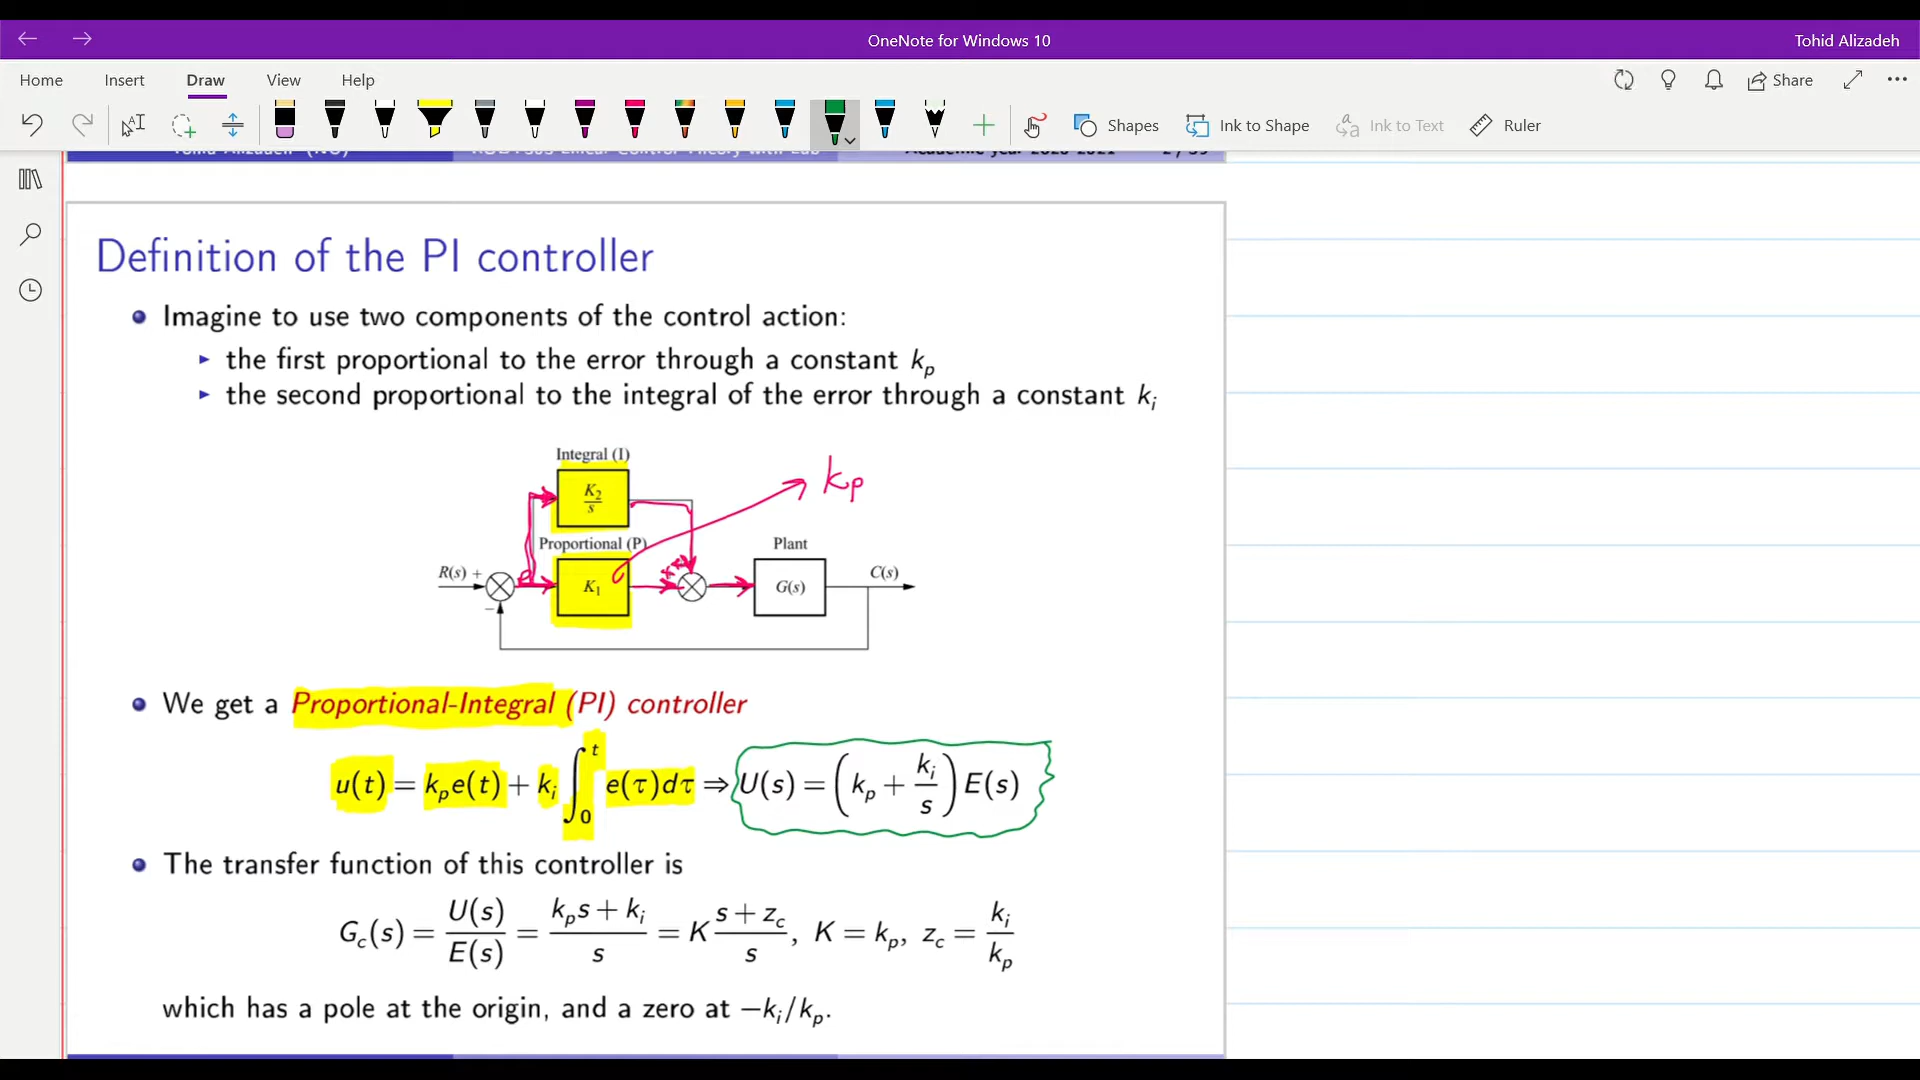 OneNote for Windows 10
Tohid Alizadeh
Home Insert Draw View Help
Share
Shapes Ink to Shape Ink to Text Ruler
Definition of the PI controller
Imagine to use two components of the control action:
the first proportional to the error through a constant k_p
the second proportional to the integral of the error through a constant k_i
Integral (I)
K_2/s
k_p
Proportional (P)
Plant
R(s) +
K_1
G(s)
C(s)
−
We get a Proportional-Integral (PI) controller
u(t) = k_p e(t) + k_i ∫_0^t e(τ)dτ ⇒ U(s) = (k_p + k_i/s) E(s)
The transfer function of this controller is
G_c(s) = U(s)/E(s) = (k_p s + k_i)/s = K (s + z_c)/s, K = k_p, z_c = k_i/k_p
which has a pole at the origin, and a zero at −k_i/k_p.